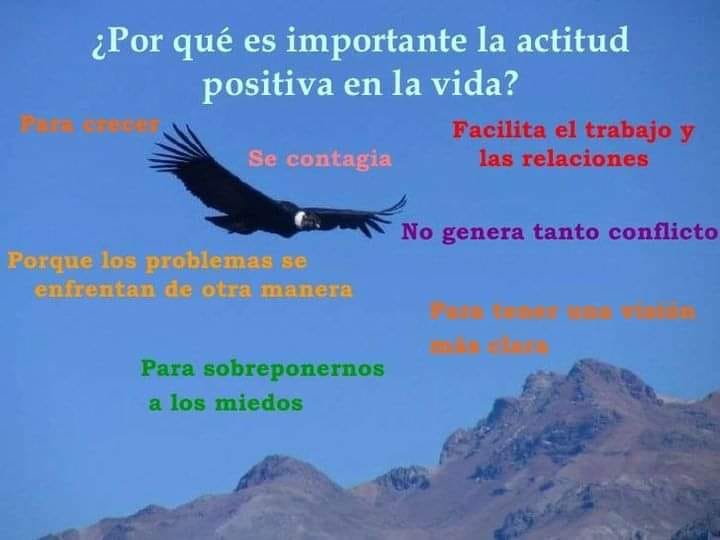 ¿Por qué es importante la actitud
positiva en la vida?
Para crecer
Se contagia
Facilita el trabajo y
las relaciones
No genera tanto conflicto
Porque los problemas se
enfrentan de otra manera
Para tener una visión
más clara
Para sobreponernos
a los miedos